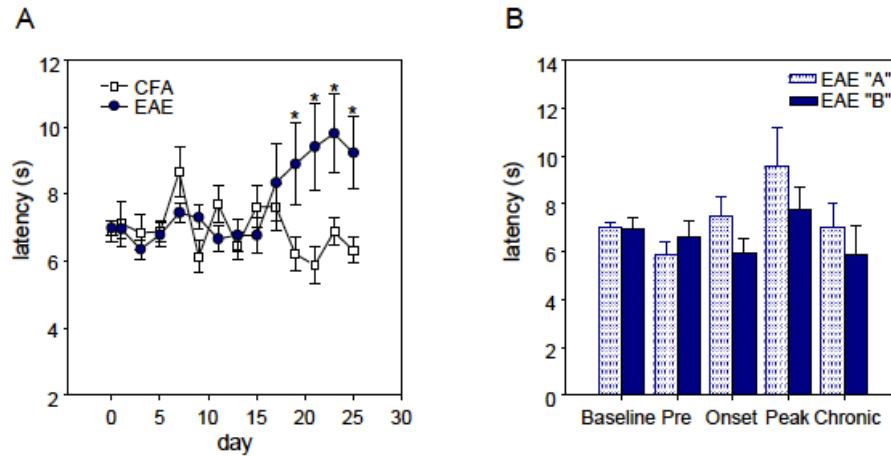 A
12
10
8
6
4
2
latency (s)
CFA
EAE
* * * *
0 5 10 15 20 25 30
day
B
14
12
10
8
6
4
2
0
latency (s)
EAE "A"
EAE "B"
Baseline Pre Onset Peak Chronic